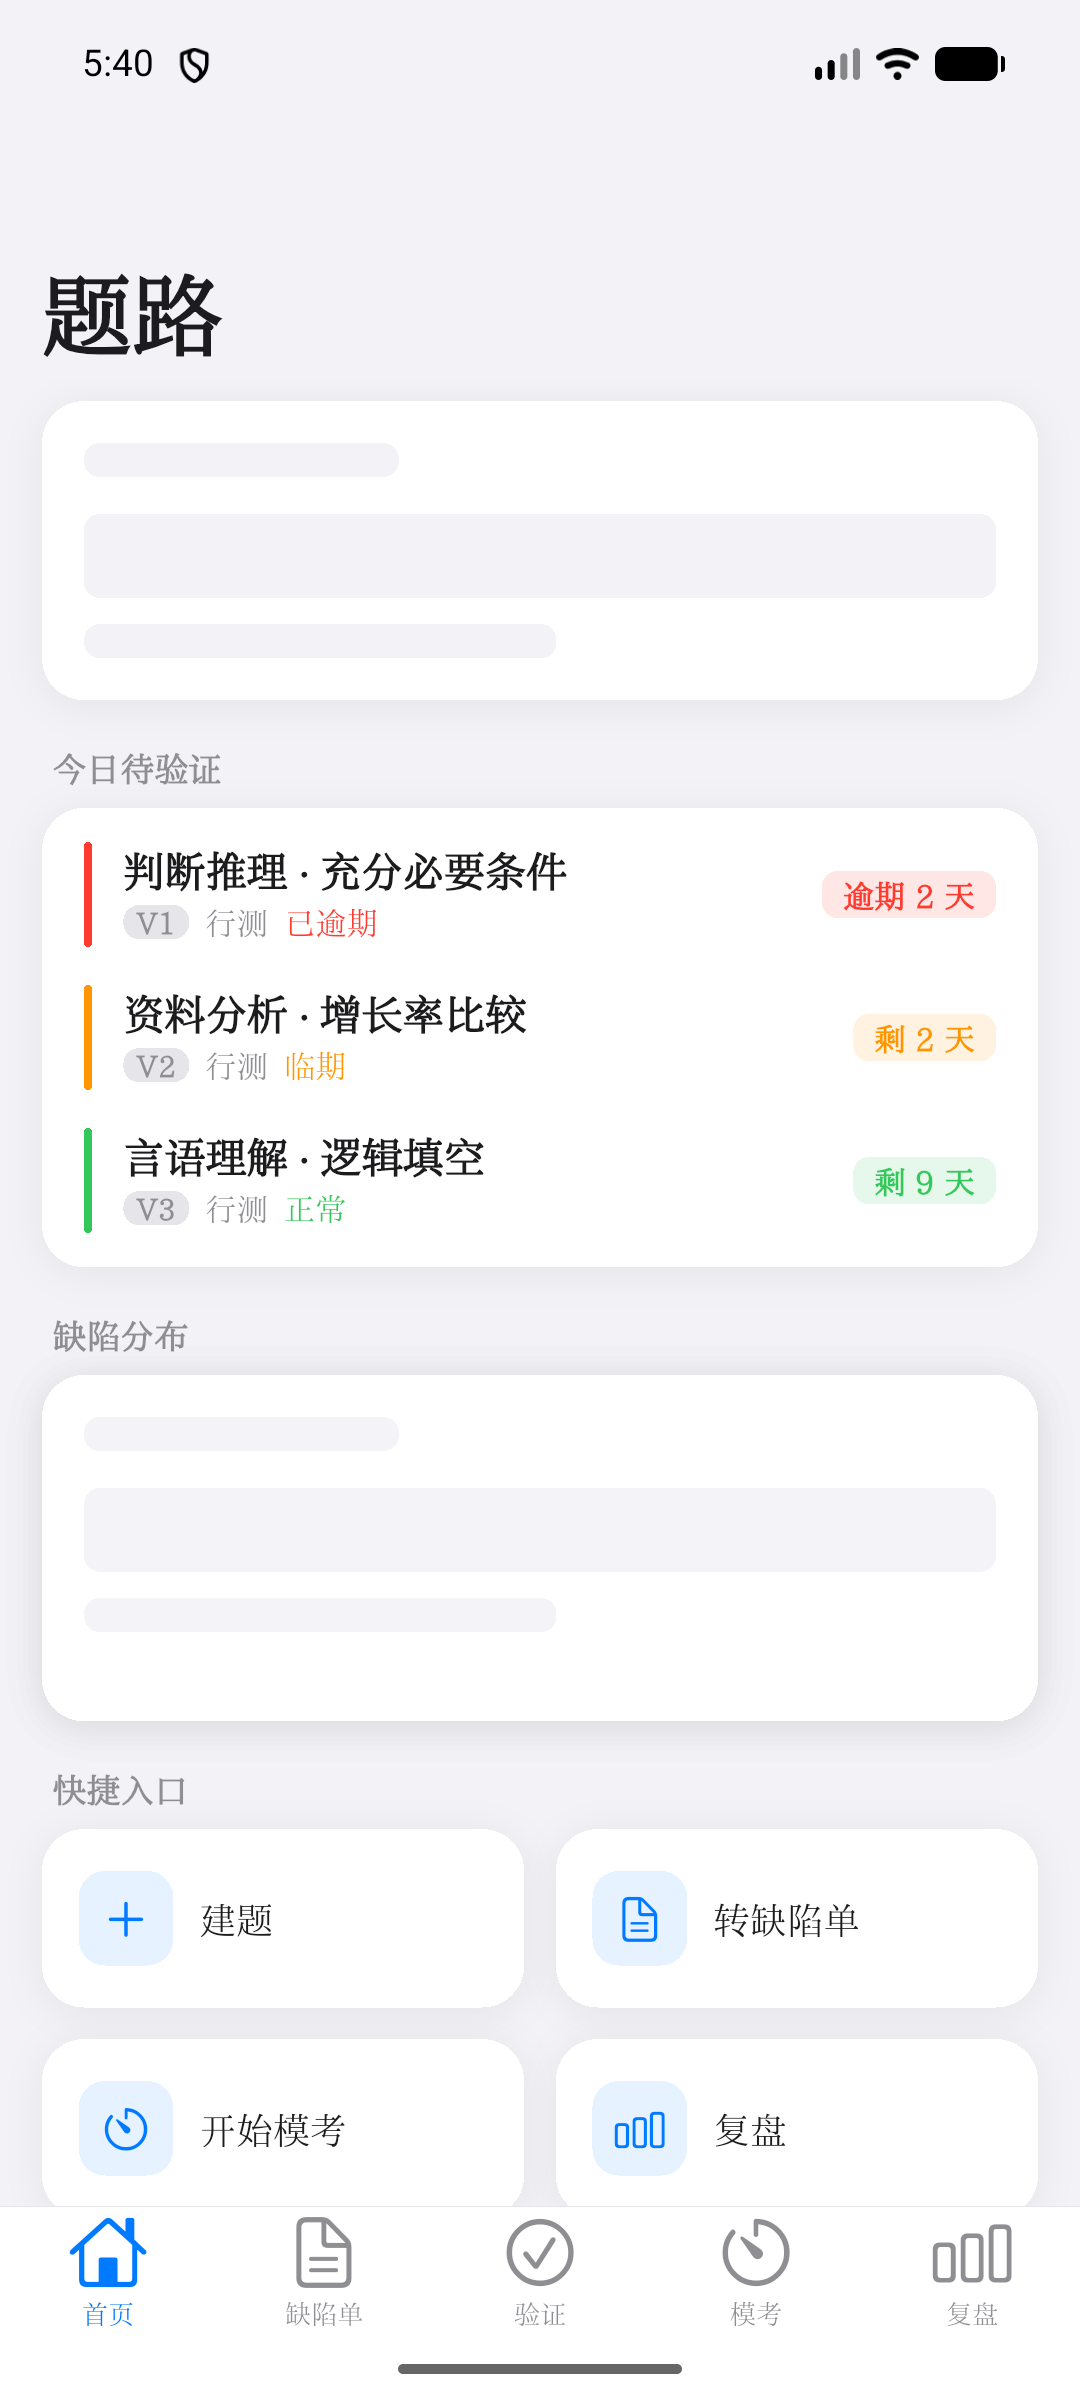 5:40
题路
今日待验证
判断推理 · 充分必要条件
V1 行测 已逾期
逾期 2 天
资料分析 · 增长率比较
V2 行测 临期
剩 2 天
言语理解 · 逻辑填空
V3 行测 正常
剩 9 天
缺陷分布
快捷入口
建题
转缺陷单
开始模考
复盘
首页
缺陷单
验证
模考
复盘